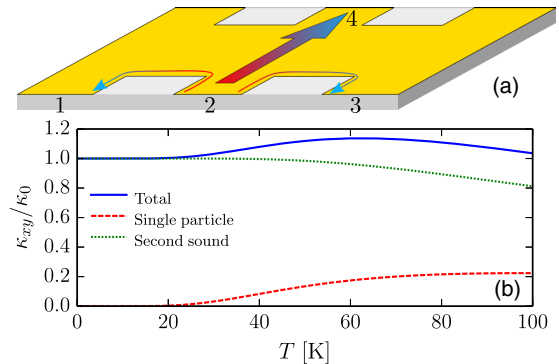 4
(a)
1 2 3
1.2
1.0
0.8
0.6
0.4
0.2
0.0
κxy/κ0
Total
Single particle
Second sound
(b)
0 20 40 60 80 100
T [K]